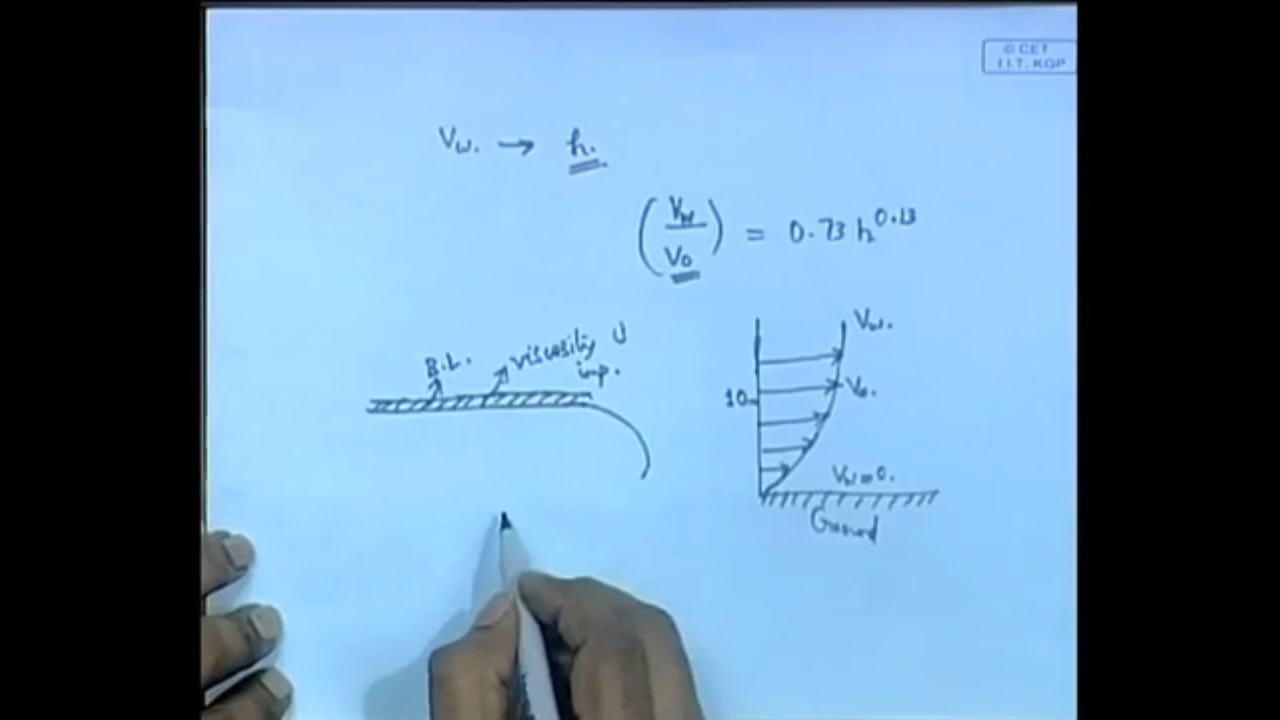 © CET
I.I.T. KGP
Vw. → h.
(Vw/V0) = 0.73 h^0.13
B.L.
viscosity
imp.
Vw.
10
V0.
Vw=0.
Ground